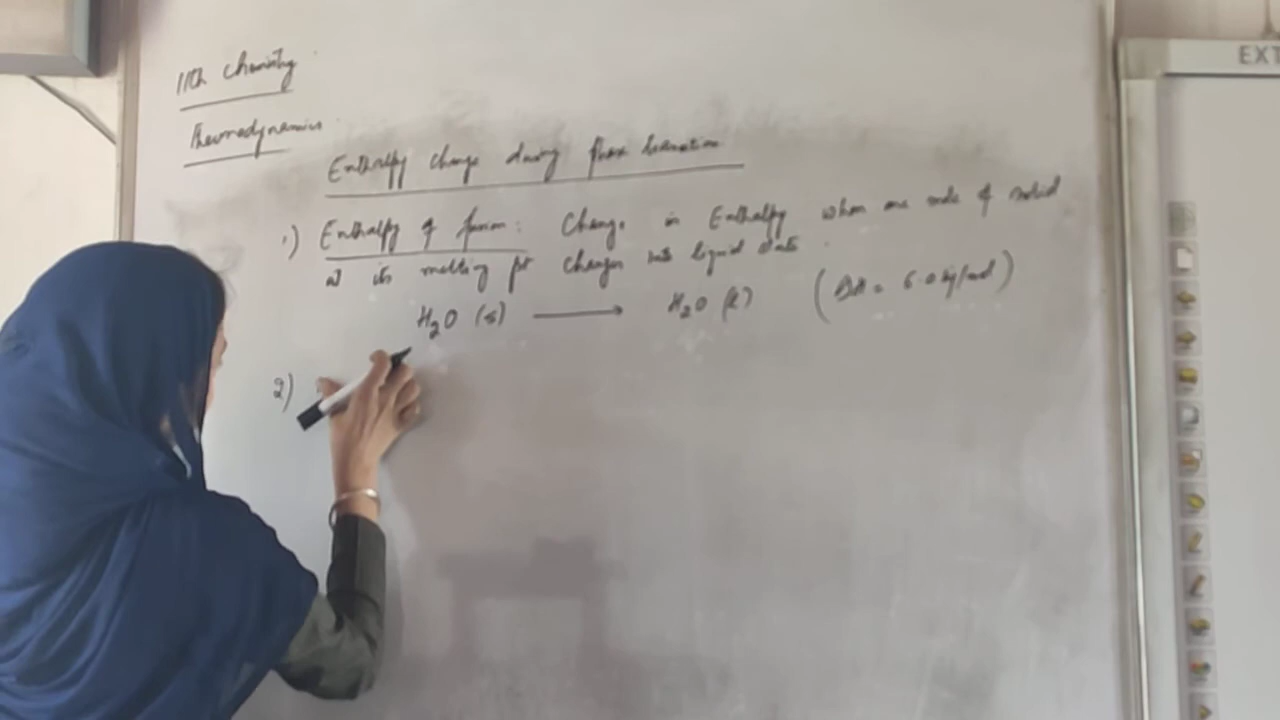 11th Chemistry
Thermodynamics
Enthalpy change during phase
1) Enthalpy of fusion : Change in Enthalpy when one mole of solid
at its melting pt changes into liquid state .
H2O (s) ⟶ H2O (l) (ΔH = 6.0 kJ/mol)
2)
EXT